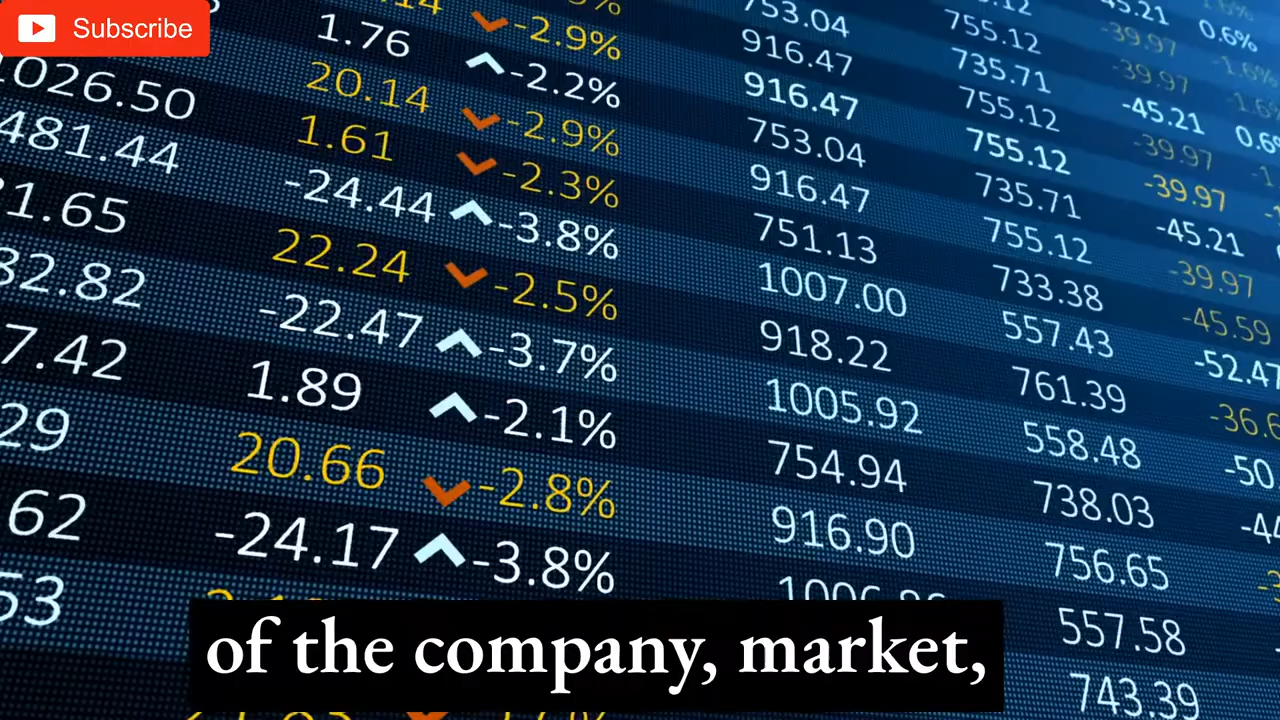 Subscribe
753.04 755.12 45.21 0.6%
1.76 -2.9% 916.47 735.71 -39.97
1026.50 20.14 -2.2% 916.47 755.12 -39.97
481.44 1.61 -2.9% 753.04 755.12 -45.21
1.65 -24.44 -2.3% 916.47 735.71 -39.97
32.82 22.24 -3.8% 751.13 755.12 -39.97
7.42 -22.47 -2.5% 1007.00 733.38 -45.21
29 1.89 -3.7% 918.22 557.43 -39.97
62 20.66 -2.1% 1005.92 761.39 -45.59
53 -24.17 -2.8% 754.94 558.48 -52.47
-3.8% 916.90 738.03
756.65
557.58
743.39
of the company, market,